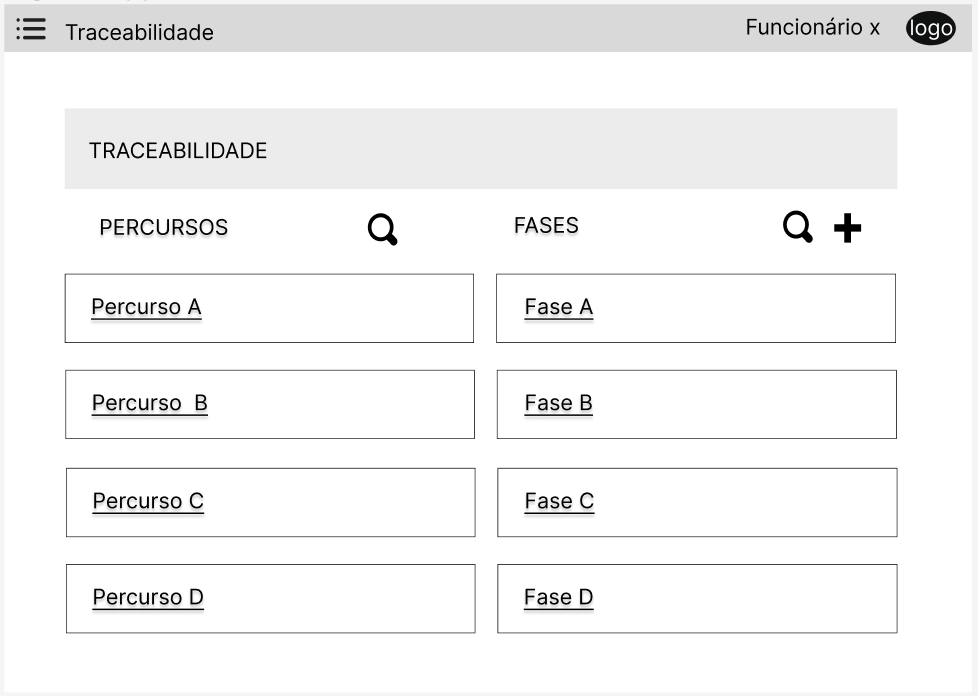 Traceabilidade
Funcionário x
logo
TRACEABILIDADE
PERCURSOS
FASES
Percurso A
Fase A
Percurso  B
Fase B
Percurso C
Fase C
Percurso D
Fase D